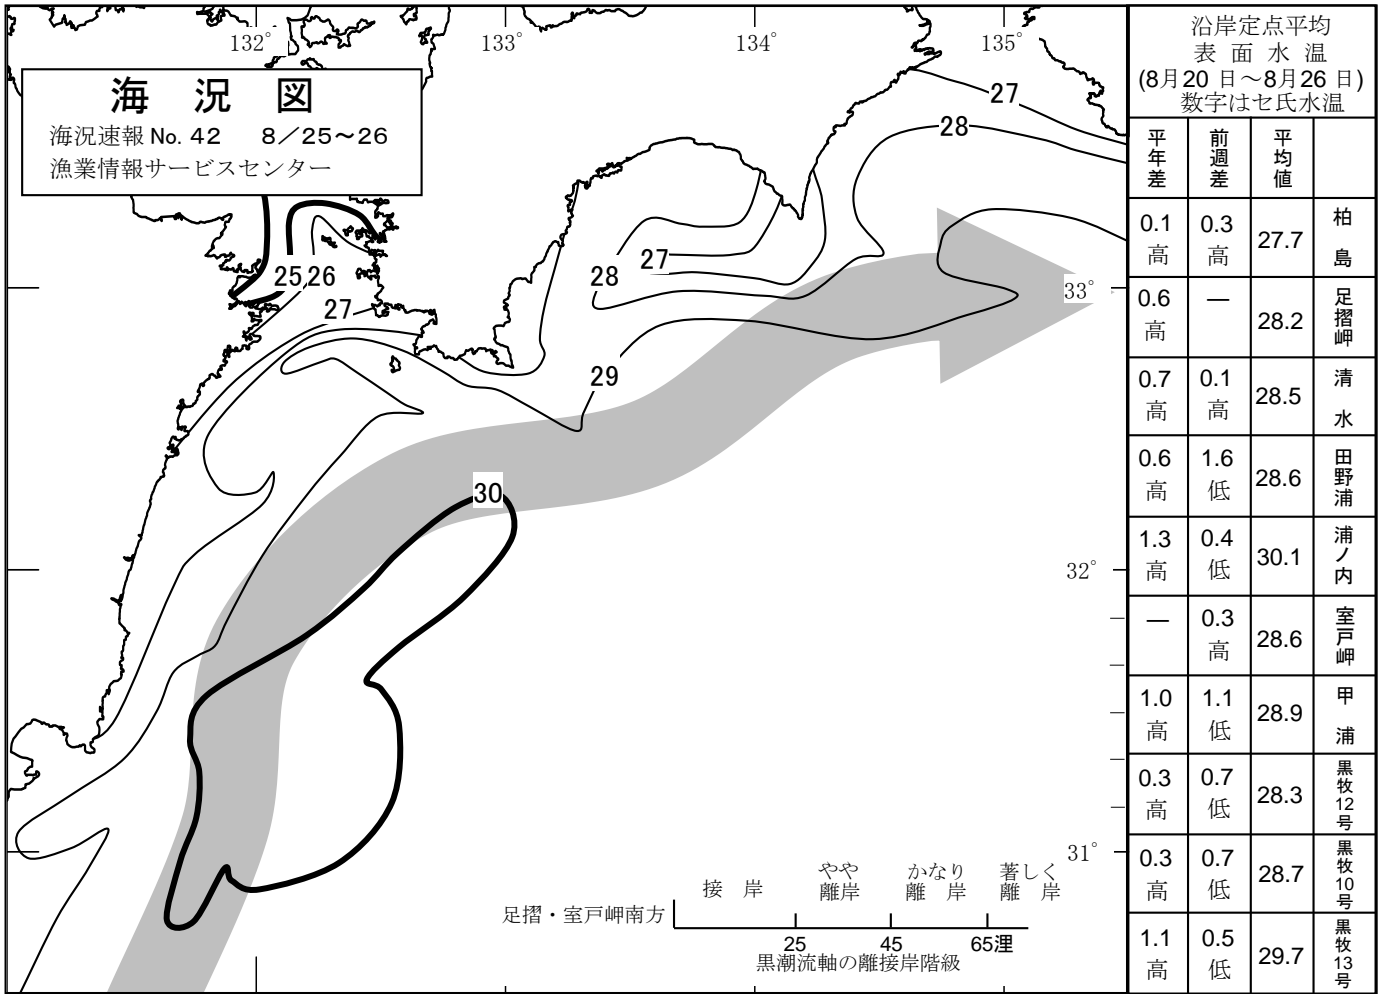 132°
133°
134°
135°
海 況 図
海況速報 No. 42 8／25～26
漁業情報サービスセンター
27
28
25 26
27
28
27
29
30
33°
32°
31°
接 岸
やや
離岸
かなり
離 岸
著しく
離 岸
足摺・室戸岬南方
25 45 65浬
黒潮流軸の離接岸階級
沿岸定点平均
表 面 水 温
(8月20 日～8月26 日)
数字はセ氏水温
平年差 前週差 平均値
0.1高 0.3高 27.7 柏島
0.6高 ― 28.2 足摺岬
0.7高 0.1高 28.5 清水
0.6高 1.6低 28.6 田野浦
1.3高 0.4低 30.1 浦ノ内
― 0.3高 28.6 室戸岬
1.0高 1.1低 28.9 甲浦
0.3高 0.7低 28.3 黒牧12号
0.3高 0.7低 28.7 黒牧10号
1.1高 0.5低 29.7 黒牧13号